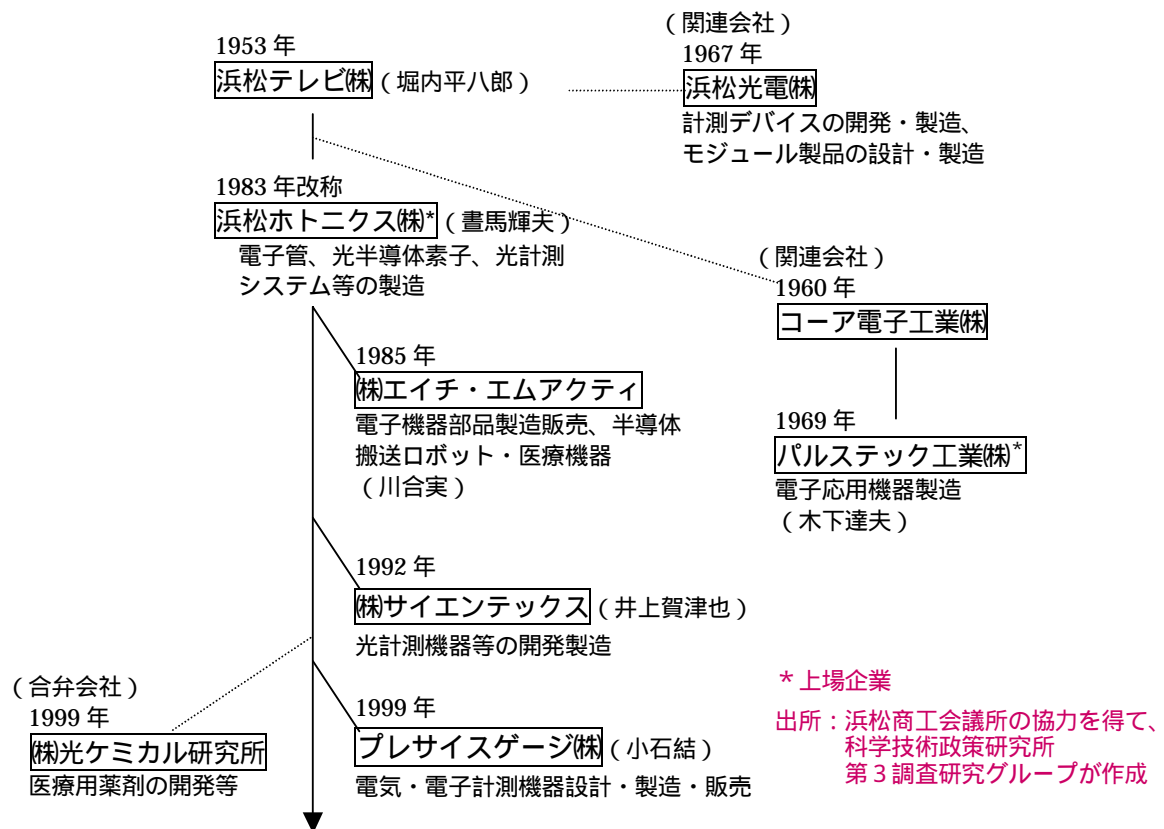 1953 年
浜松テレビ㈱（堀内平八郎）
（関連会社）
1967 年
浜松光電㈱
計測デバイスの開発・製造、
モジュール製品の設計・製造
1983 年改称
浜松ホトニクス㈱*（晝馬輝夫）
電子管、光半導体素子、光計測
システム等の製造
（関連会社）
1960 年
コーア電子工業㈱
1985 年
㈱エイチ・エムアクティ
電子機器部品製造販売、半導体
搬送ロボット・医療機器
（川合実）
1969 年
パルステック工業㈱*
電子応用機器製造
（木下達夫）
1992 年
㈱サイエンテックス（井上賀津也）
光計測機器等の開発製造
（合弁会社）
1999 年
㈱光ケミカル研究所
医療用薬剤の開発等
1999 年
プレサイスゲージ㈱（小石結）
電気・電子計測機器設計・製造・販売
*上場企業
出所：浜松商工会議所の協力を得て、
科学技術政策研究所
第３調査研究グループが作成